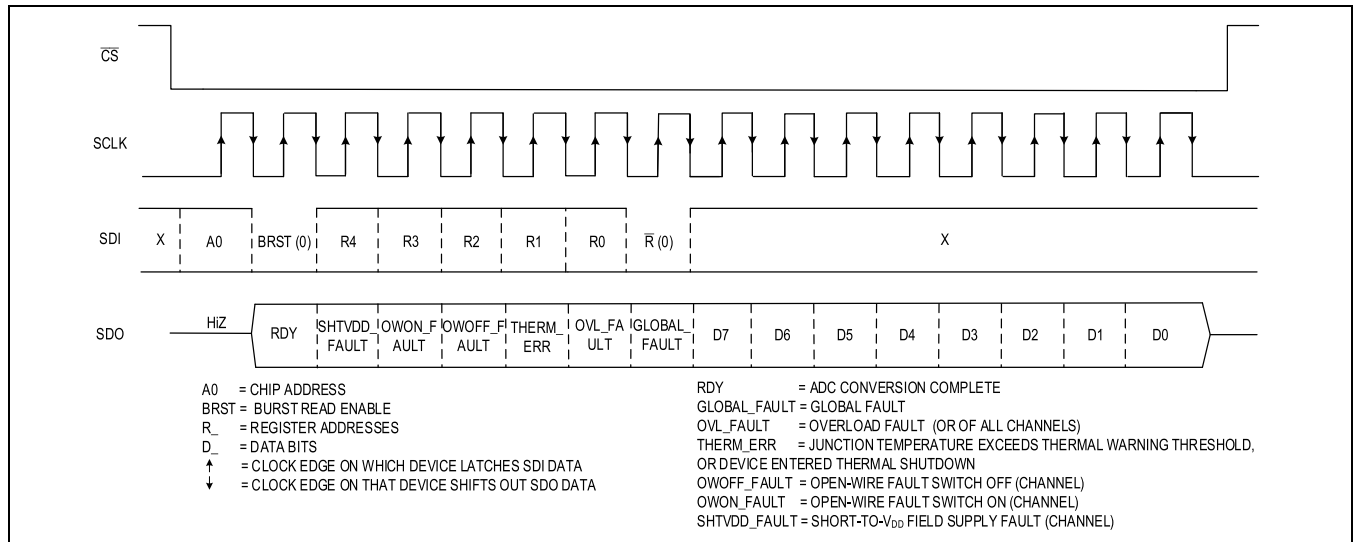 CS
SCLK
SDI X A0 BRST (0) R4 R3 R2 R1 R0 R (0) X
SDO HiZ RDY SHTVDD_ FAULT OWON_F AULT OWOFF_F AULT THERM_ ERR OVL_FA ULT GLOBAL_ FAULT D7 D6 D5 D4 D3 D2 D1 D0
A0 = CHIP ADDRESS
BRST = BURST READ ENABLE
R_ = REGISTER ADDRESSES
D_ = DATA BITS
↑ = CLOCK EDGE ON WHICH DEVICE LATCHES SDI DATA
↓ = CLOCK EDGE ON THAT DEVICE SHIFTS OUT SDO DATA
RDY = ADC CONVERSION COMPLETE
GLOBAL_FAULT = GLOBAL FAULT
OVL_FAULT = OVERLOAD FAULT (OR OF ALL CHANNELS)
THERM_ERR = JUNCTION TEMPERATURE EXCEEDS THERMAL WARNING THRESHOLD,
OR DEVICE ENTERED THERMAL SHUTDOWN
OWOFF_FAULT = OPEN-WIRE FAULT SWITCH OFF (CHANNEL)
OWON_FAULT = OPEN-WIRE FAULT SWITCH ON (CHANNEL)
SHTVDD_FAULT = SHORT-TO-VDD FIELD SUPPLY FAULT (CHANNEL)